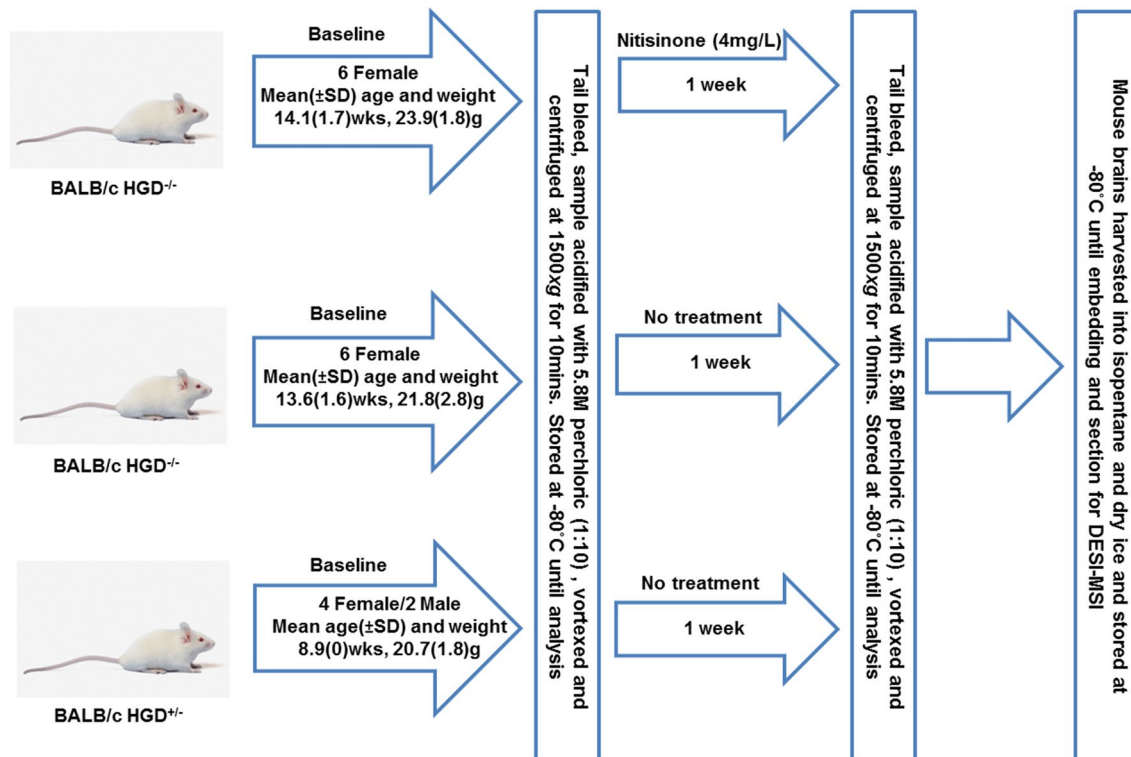 Baseline
6 Female
Mean(±SD) age and weight
14.1(1.7)wks, 23.9(1.8)g
BALB/c HGD-/-
Baseline
6 Female
Mean(±SD) age and weight
13.6(1.6)wks, 21.8(2.8)g
BALB/c HGD-/-
Baseline
4 Female/2 Male
Mean age(±SD) and weight
8.9(0)wks, 20.7(1.8)g
BALB/c HGD+/-
Tail bleed, sample acidified with 5.8M perchloric (1:10) , vortexed and
centrifuged at 1500xg for 10mins. Stored at -80°C until analysis
Nitisinone (4mg/L)
1 week
No treatment
1 week
No treatment
1 week
Tail bleed, sample acidified with 5.8M perchloric (1:10) , vortexed and
centrifuged at 1500xg for 10mins. Stored at -80°C until analysis
Mouse brains harvested into isopentane and dry ice and stored at
-80°C until embedding and section for DESI-MSI